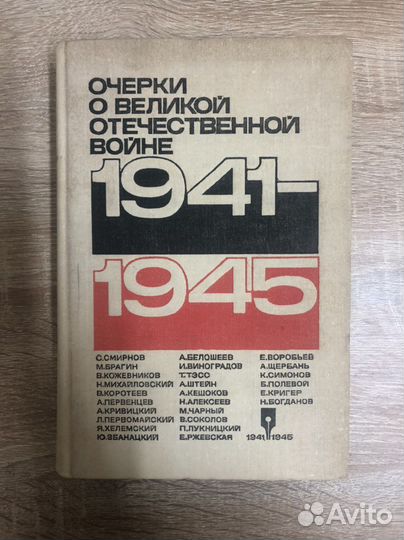 ОЧЕРКИ
О ВЕЛИКОЙ
ОТЕЧЕСТВЕННОЙ
ВОЙНЕ
1941–
1945
С.СМИРНОВ
М.БРАГИН
В.КОЖЕВНИКОВ
Н.МИХАЙЛОВСКИЙ
В.КОРОТЕЕВ
А.ПЕРВЕНЦЕВ
А.КРИВИЦКИЙ
Л.ПЕРВОМАЙСКИЙ
Я.ХЕЛЕМСКИЙ
Ю.ЗБАНАЦКИЙ
А.БЕЛОШЕЕВ
И.ВИНОГРАДОВ
Т.ТЭСС
А.ШТЕЙН
А.КЕШОКОВ
Н.АЛЕКСЕЕВ
М.ЧАРНЫЙ
В.СОКОЛОВ
П.ЛУКНИЦКИЙ
Е.РЖЕВСКАЯ
Е.ВОРОБЬЕВ
А.ЩЕРБАНЬ
К.СИМОНОВ
Б.ПОЛЕВОЙ
Е.КРИГЕР
Н.БОГДАНОВ
1941 1945
Avito